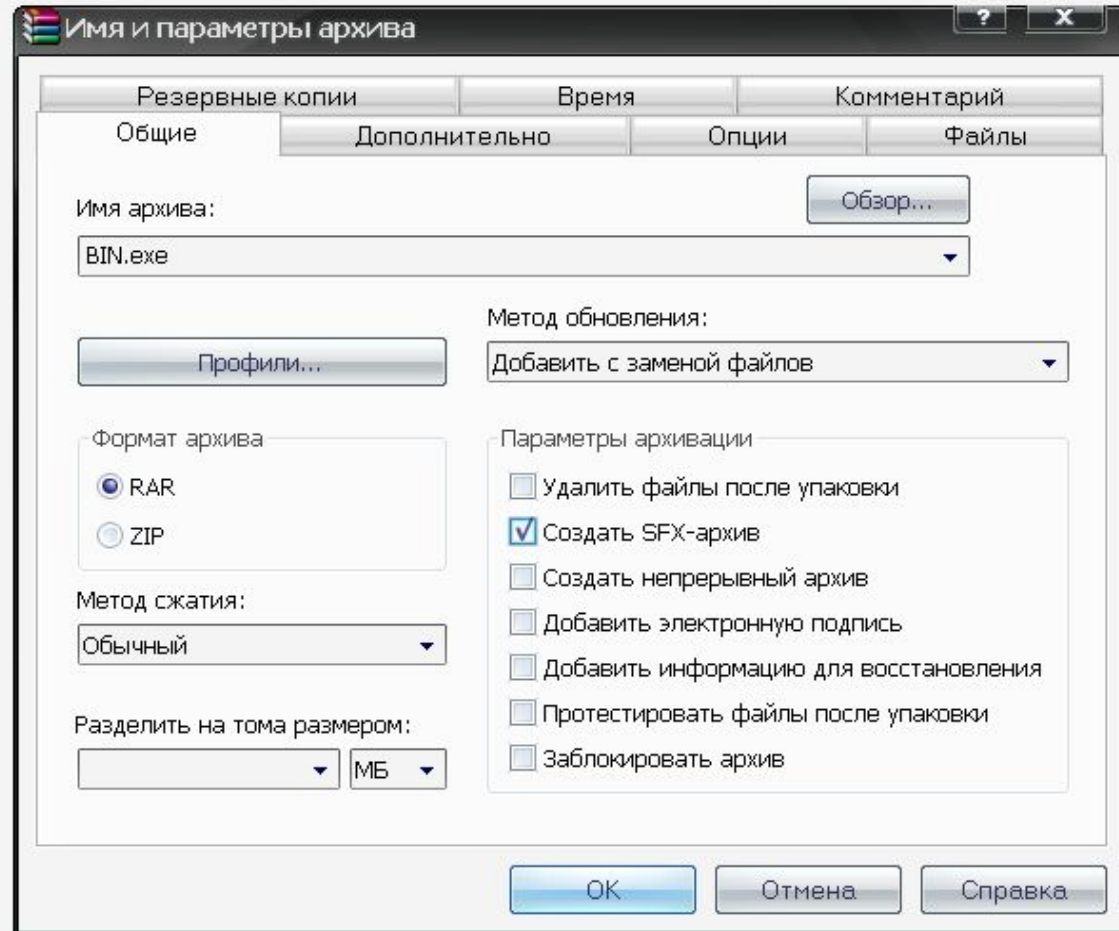 Имя и параметры архива
? x
Резервные копии Время Комментарий
Общие Дополнительно Опции Файлы
Имя архива:
Обзор...
BIN.exe
Метод обновления:
Профили...
Добавить с заменой файлов
Формат архива
RAR
ZIP
Параметры архивации
Удалить файлы после упаковки
Создать SFX-архив
Создать непрерывный архив
Добавить электронную подпись
Добавить информацию для восстановления
Протестировать файлы после упаковки
Заблокировать архив
Метод сжатия:
Обычный
Разделить на тома размером:
МБ
OK Отмена Справка